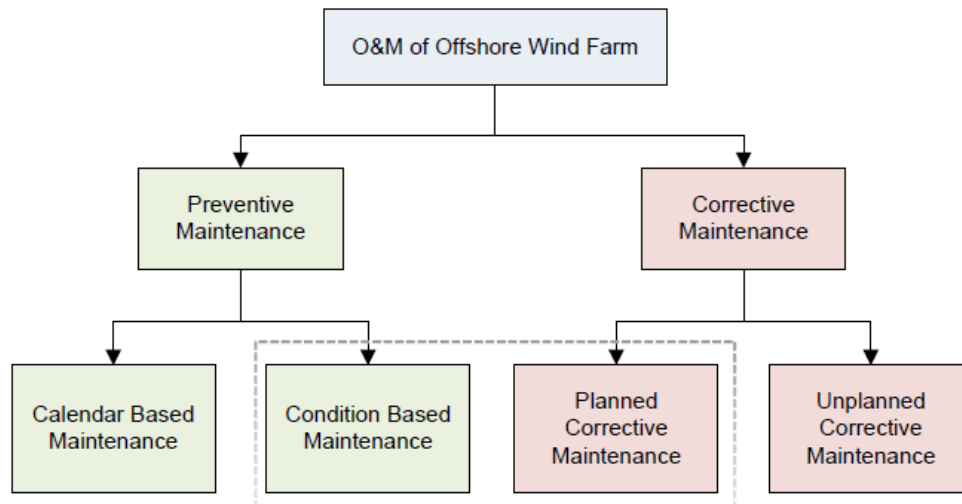 O&M of Offshore Wind Farm
Preventive
Maintenance
Corrective
Maintenance
Calendar Based
Maintenance
Condition Based
Maintenance
Planned
Corrective
Maintenance
Unplanned
Corrective
Maintenance